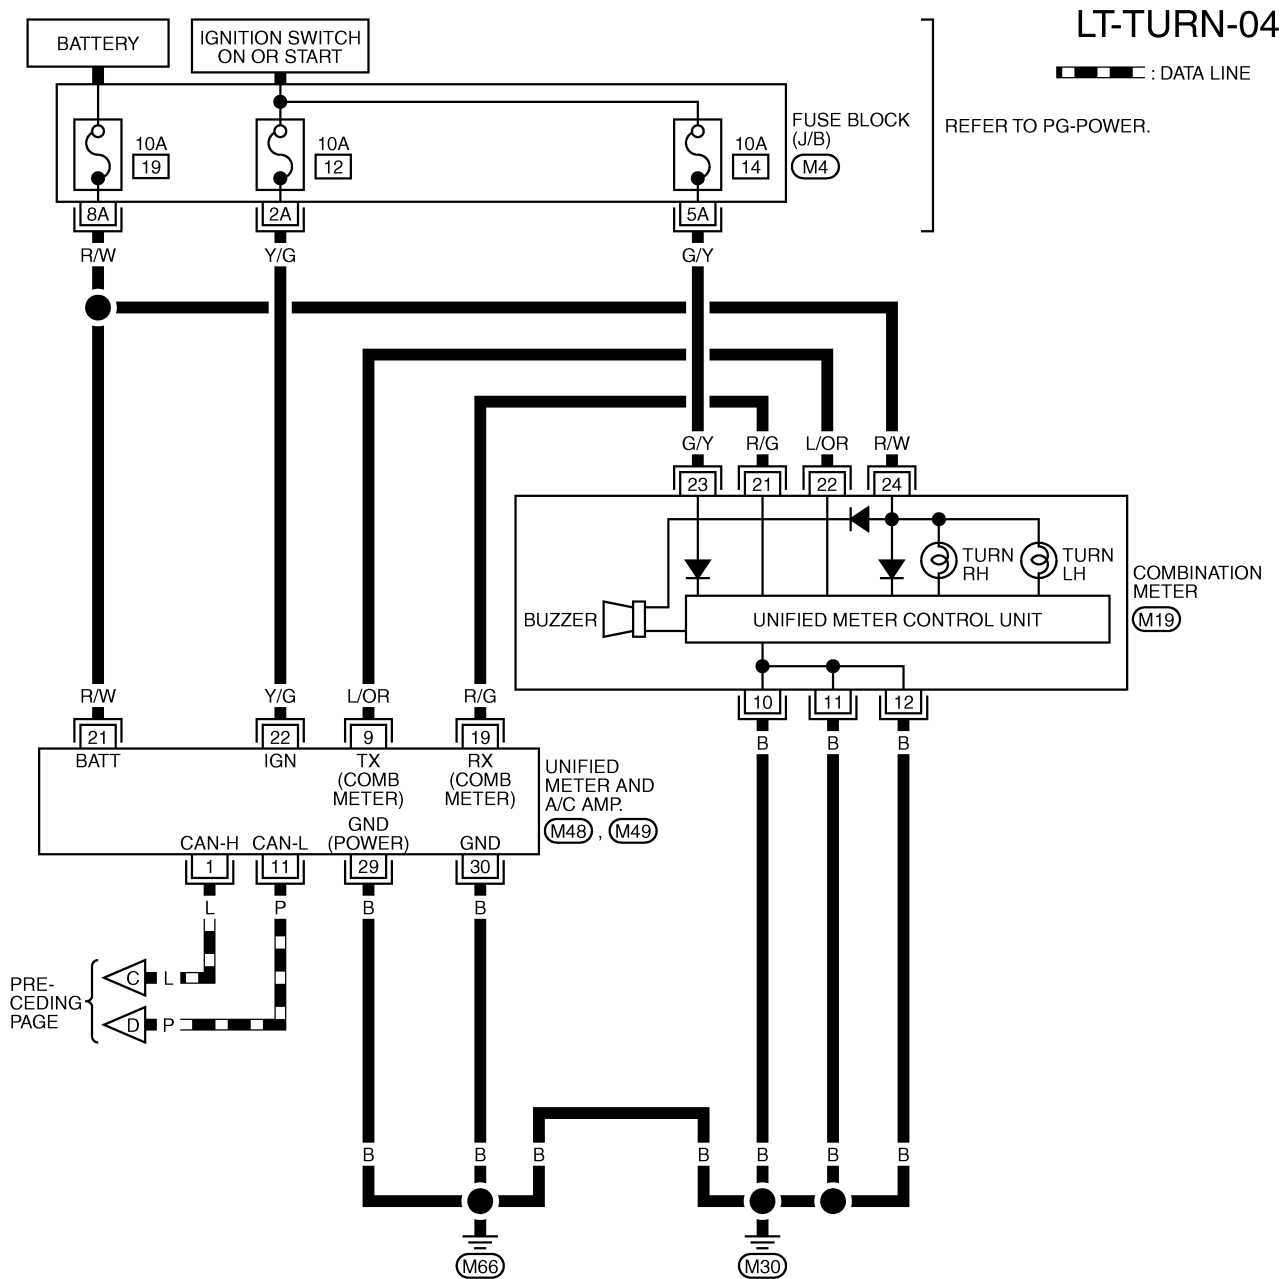 LT-TURN-04
: DATA LINE
BATTERY
IGNITION SWITCH
ON OR START
10A
19
10A
12
10A
14
FUSE BLOCK
(J/B)
M4
REFER TO PG-POWER.
8A
2A
5A
R/W
Y/G
G/Y
G/Y
R/G
L/OR
R/W
23
21
22
24
TURN
RH
TURN
LH
BUZZER
UNIFIED METER CONTROL UNIT
COMBINATION
METER
M19
10
11
12
B
B
B
R/W
Y/G
L/OR
R/G
21
22
9
19
BATT
IGN
TX
(COMB
METER)
RX
(COMB
METER)
UNIFIED
METER AND
A/C AMP.
M48 , M49
CAN-H
CAN-L
GND
(POWER)
GND
1
11
29
30
L
P
B
B
PRE-
CEDING
PAGE
C
L
D
P
B
B
B
B
B
B
B
M66
M30